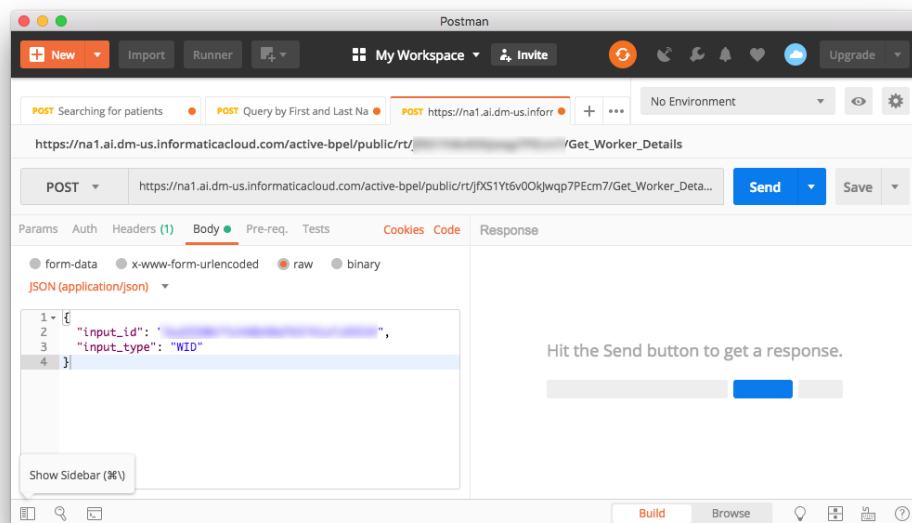 Postman
New Import Runner My Workspace Invite Upgrade
POST Searching for patients POST Query by First and Last Na POST https://na1.ai.dm-us.inforr No Environment
https://na1.ai.dm-us.informaticacloud.com/active-bpel/public/rt/ /Get_Worker_Details
POST https://na1.ai.dm-us.informaticacloud.com/active-bpel/public/rt/jfXS1Yt6v0OkJwqp7PEcm7/Get_Worker_Deta... Send Save
Params Auth Headers (1) Body Pre-req. Tests Cookies Code Response
form-data x-www-form-urlencoded raw binary
JSON (application/json)
1 {
2 "input_id": " ",
3 "input_type": "WID"
4 }
Hit the Send button to get a response.
Show Sidebar (⌘\)
Build Browse